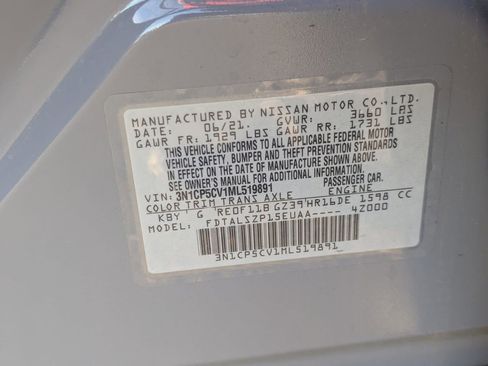 MANUFACTURED BY NISSAN MOTOR CO.,LTD.
DATE: 06/21. GVWR: 3660 LBS
GAWR FR: 1929 LBS GAWR RR: 1731 LBS
THIS VEHICLE CONFORMS TO ALL APPLICABLE FEDERAL MOTOR
VEHICLE SAFETY, BUMPER AND THEFT PREVENTION STANDARDS
IN EFFECT ON THE DATE OF MANUFACTURE SHOWN ABOVE.
SEE OWNER'S MANUAL FOR ADDITIONAL INFORMATION.
VIN: 3N1CP5CV1ML519891 PASSENGER CAR.
COLOR TRIM TRANS AXLE ENGINE
KBY G RE0F11B GZ39 HR16DE 1598 CC
MODEL: FDTALSZP15EUAA---- 4Z000
3N1CP5CV1ML519891